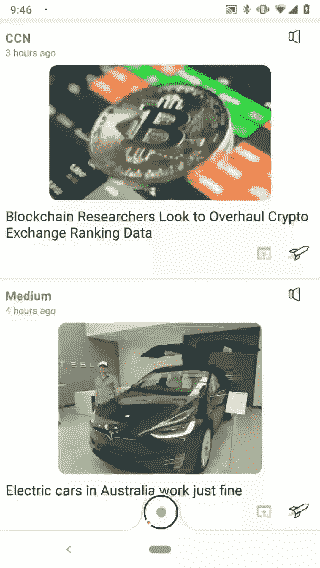 9:46
CCN
3 hours ago
Blockchain Researchers Look to Overhaul Crypto
Exchange Ranking Data
Medium
4 hours ago
TESL
Electric cars in Australia work just fine